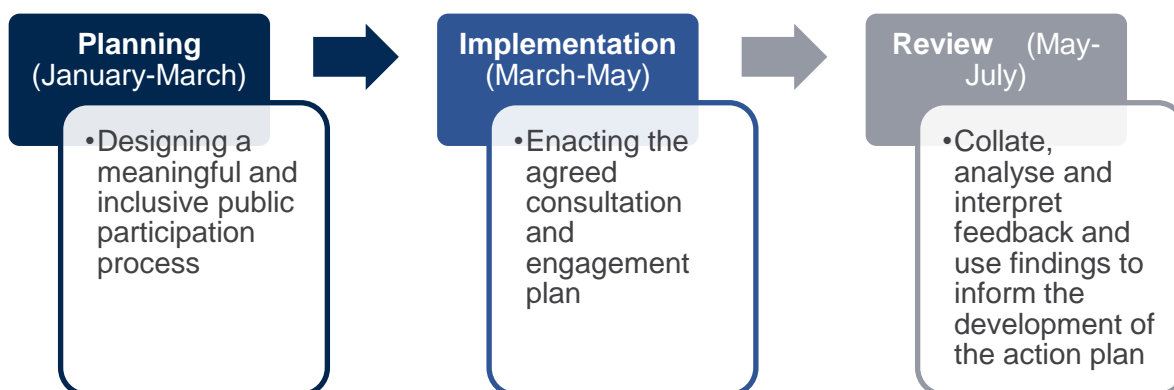 Planning
(January-March)
•Designing a
meaningful and
inclusive public
participation
process
Implementation
(March-May)
•Enacting the
agreed
consultation
and
engagement
plan
Review (May-
July)
•Collate,
analyse and
interpret
feedback and
use findings to
inform the
development of
the action plan